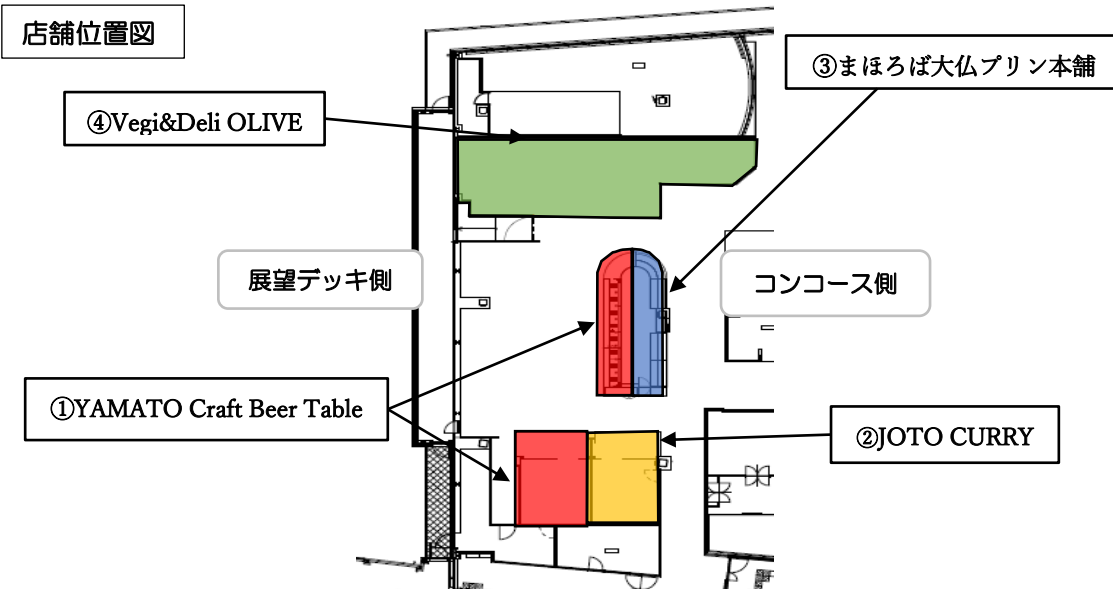 店舗位置図
③まほろば大仏プリン本舗
④Vegi&Deli OLIVE
展望デッキ側
コンコース側
①YAMATO Craft Beer Table
②JOTO CURRY